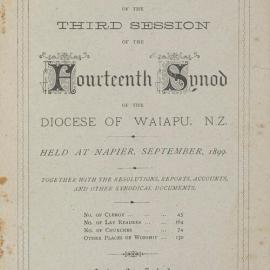 OF THE
THIRD SESSION
OF THE
Fourteenth Synod
OF THE
DIOCESE OF WAIAPU, N.Z.
HELD AT NAPIER, SEPTEMBER, 1899.
TOGETHER WITH THE RESOLUTIONS, REPORTS, ACCOUNTS,
AND OTHER SYNODICAL DOCUMENTS.
No. of Clergy ... ... ... 45
No. of Lay Readers ... ... 164
No. of Churches ... ... 74
Other Places of Worship ... 150